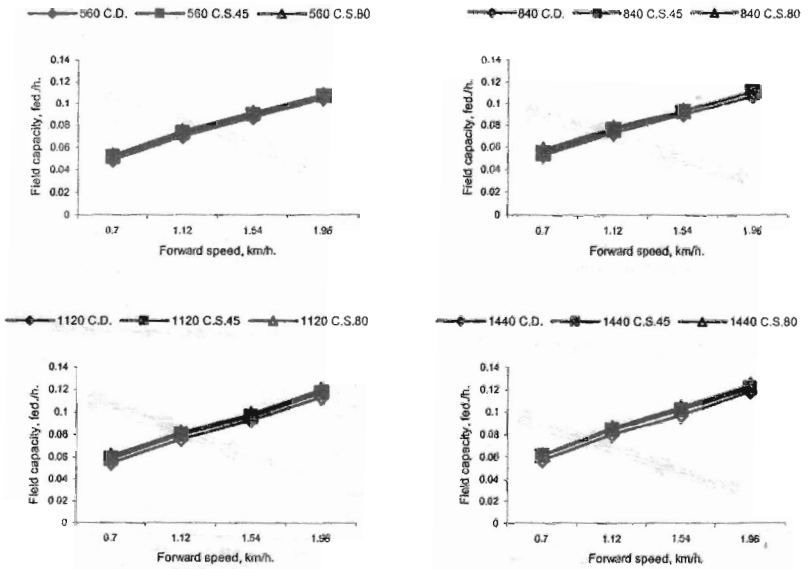 560 C.D. 560 C.S.45 560 C.S.80
0.14
0.12
0.1
0.08
0.06
0.04
0.02
0
Field capacity, fed./h.
0.7 1.12 1.54 1.96
Forward speed, km/h.
840 C.D. 840 C.S.45 840 C.S.80
0.14
0.12
0.1
0.08
0.06
0.04
0.02
0
Field capacity, fed./h.
0.7 1.12 1.54 1.96
Forward speed, km/h.
1120 C.D. 1120 C.S.45 1120 C.S.80
0.14
0.12
0.1
0.08
0.06
0.04
0.02
0
Field capacity, fed./h.
0.7 1.12 1.54 1.96
Forward speed, km/h.
1440 C.D. 1440 C.S.45 1440 C.S.80
0.14
0.12
0.1
0.08
0.06
0.04
0.02
0
Field capacity, fed./h.
0.7 1.12 1.54 1.96
Forward speed, km/h.